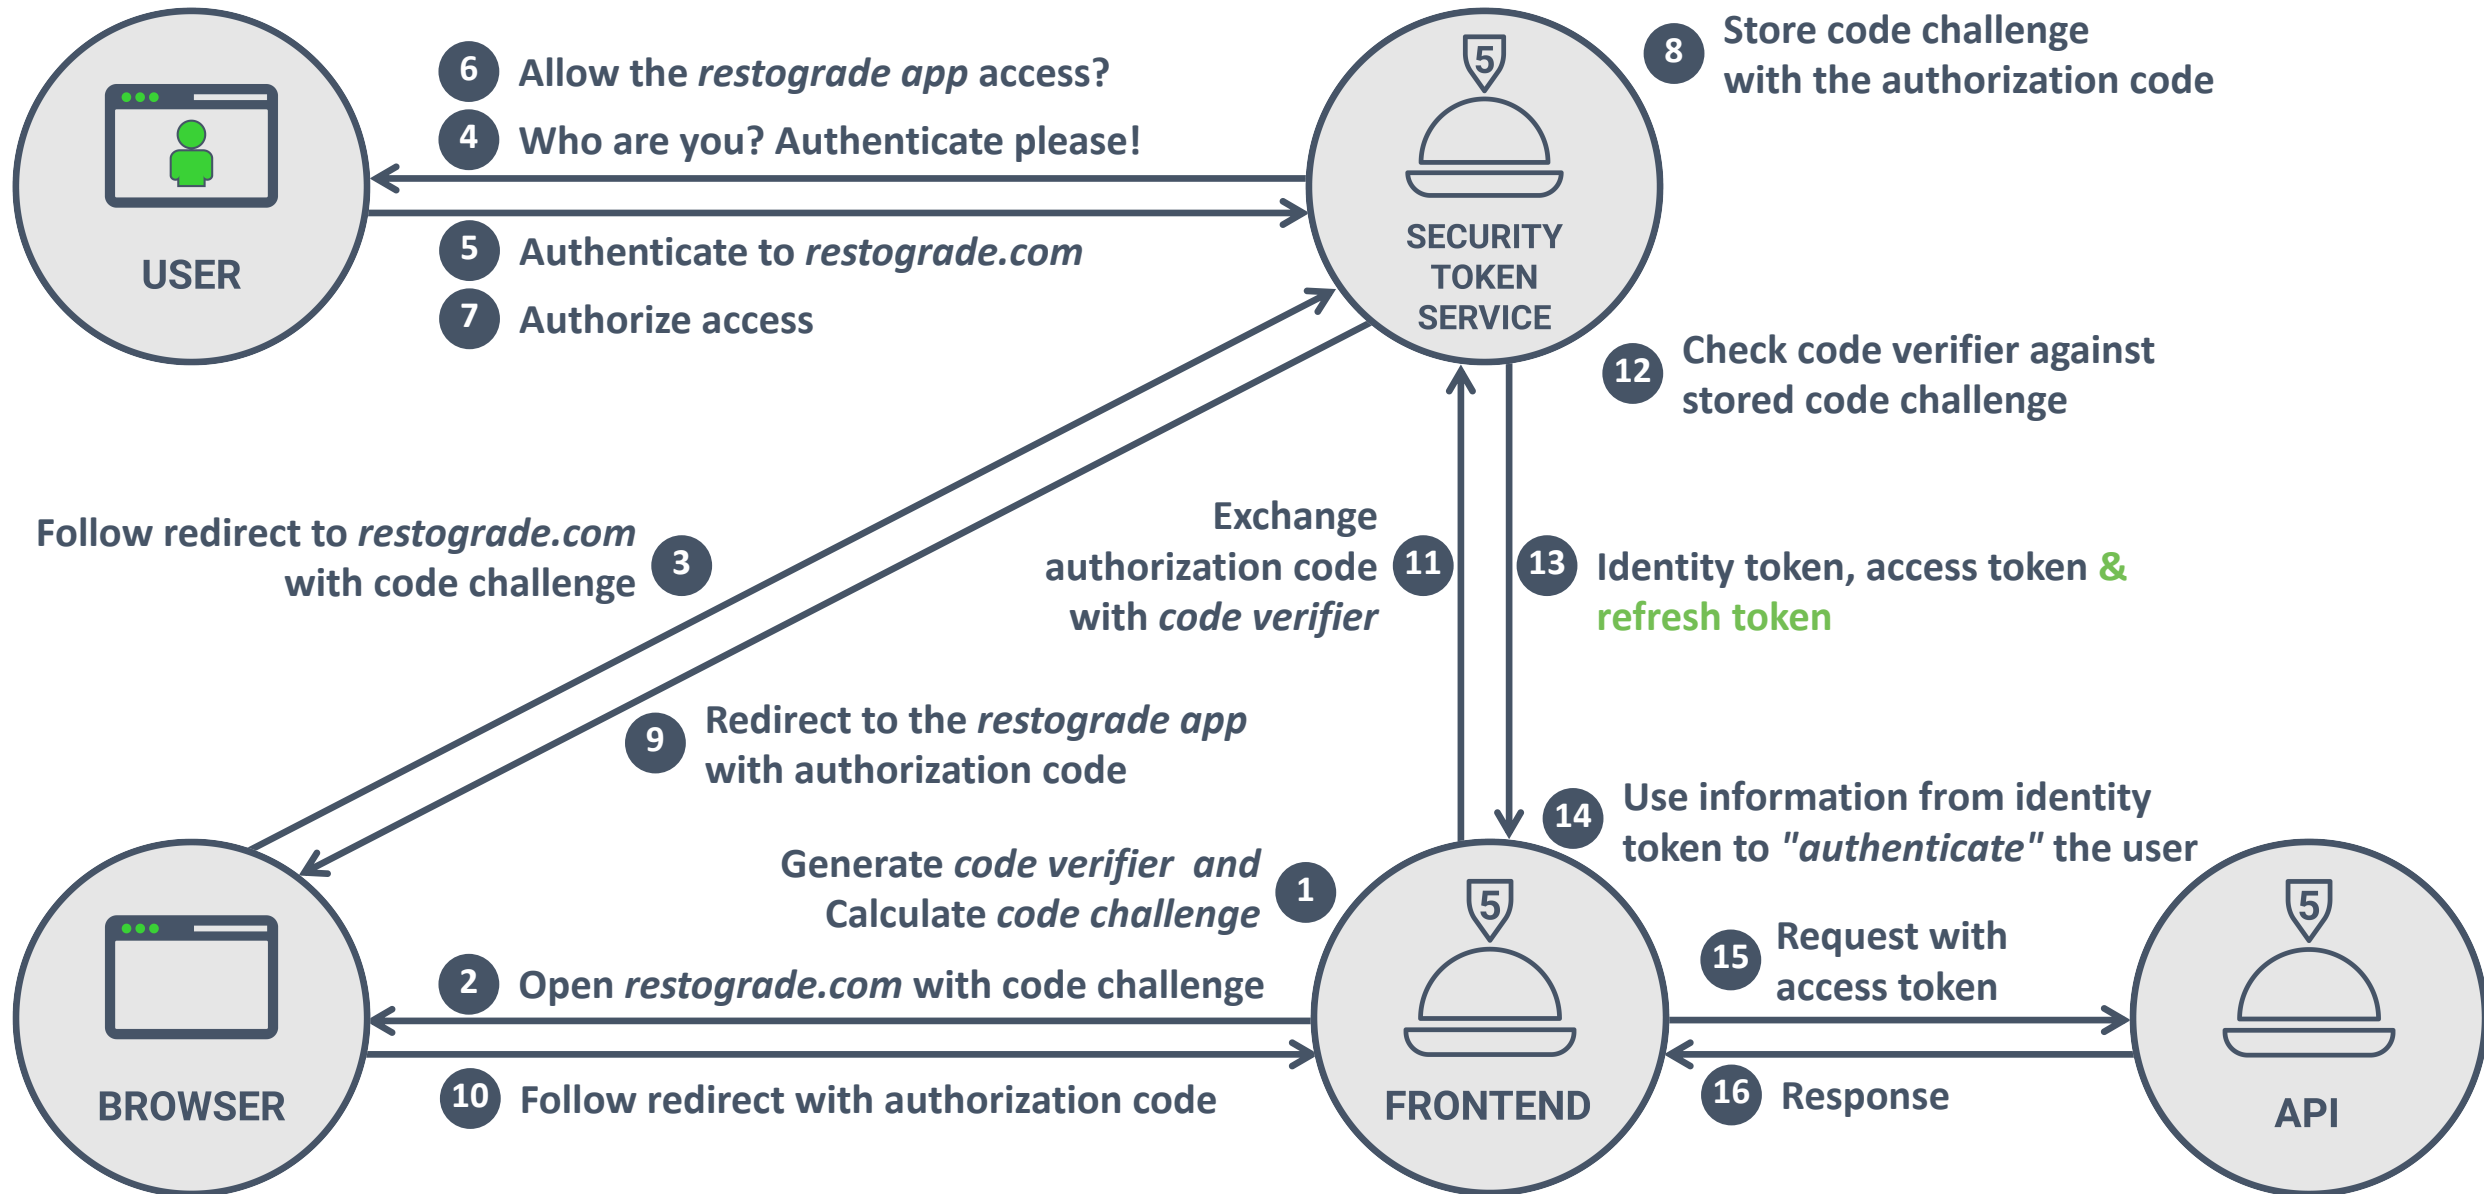 6 Allow the restograde app access?
4 Who are you? Authenticate please!
5 Authenticate to restograde.com
7 Authorize access
USER
5
SECURITY
TOKEN
SERVICE
8 Store code challenge
with the authorization code
12 Check code verifier against
stored code challenge
Follow redirect to restograde.com
with code challenge 3
Exchange
authorization code
with code verifier 11
13 Identity token, access token &
refresh token
9 Redirect to the restograde app
with authorization code
14 Use information from identity
token to "authenticate" the user
Generate code verifier and
Calculate code challenge 1
2 Open restograde.com with code challenge
10 Follow redirect with authorization code
BROWSER
5
FRONTEND
15 Request with
access token
16 Response
5
API